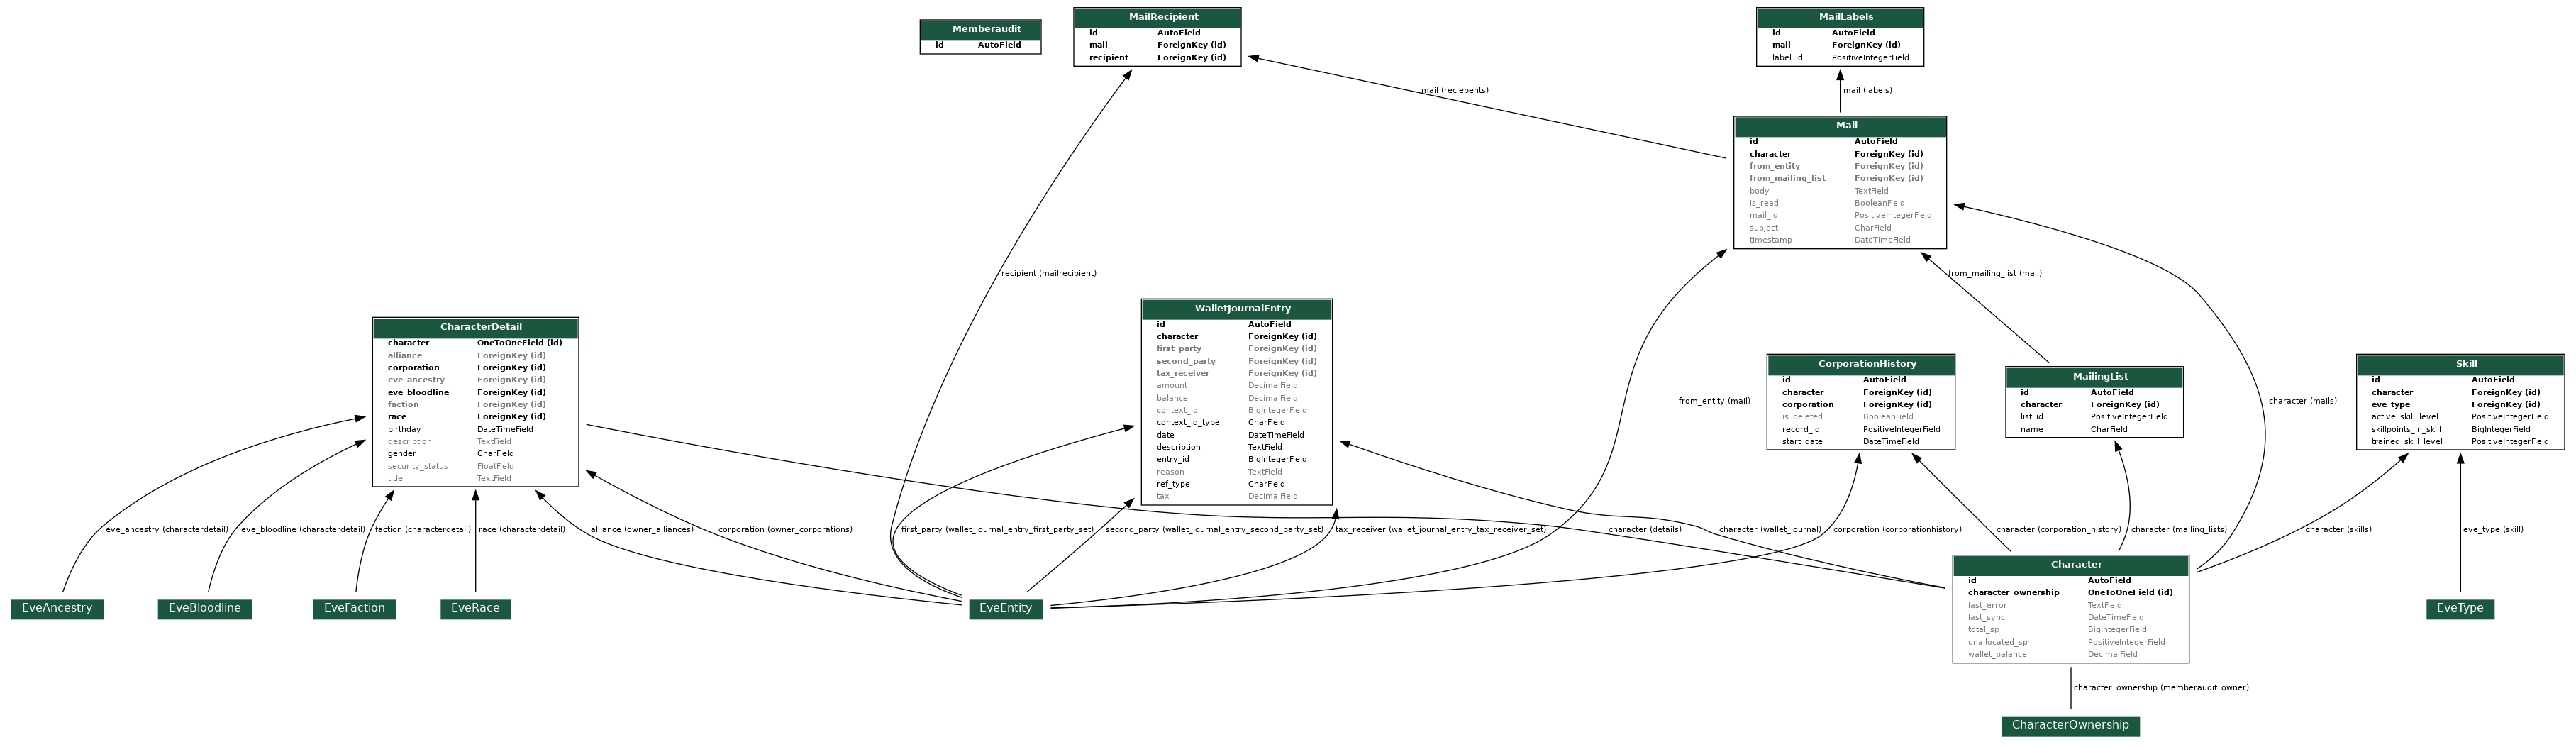 Memberaudit
id AutoField
MailRecipient
id AutoField
mail ForeignKey (id)
recipient ForeignKey (id)
MailLabels
id AutoField
mail ForeignKey (id)
label_id PositiveIntegerField
mail (reciepents)
mail (labels)
Mail
id AutoField
character ForeignKey (id)
from_entity ForeignKey (id)
from_mailing_list ForeignKey (id)
body TextField
is_read BooleanField
mail_id PositiveIntegerField
subject CharField
timestamp DateTimeField
recipient (mailrecipient)
from_mailing_list (mail)
CharacterDetail
character OneToOneField (id)
alliance ForeignKey (id)
corporation ForeignKey (id)
eve_ancestry ForeignKey (id)
eve_bloodline ForeignKey (id)
faction ForeignKey (id)
race ForeignKey (id)
birthday DateTimeField
description TextField
gender CharField
security_status FloatField
title TextField
WalletJournalEntry
id AutoField
character ForeignKey (id)
first_party ForeignKey (id)
second_party ForeignKey (id)
tax_receiver ForeignKey (id)
amount DecimalField
balance DecimalField
context_id BigIntegerField
context_id_type CharField
date DateTimeField
description TextField
entry_id BigIntegerField
reason TextField
ref_type CharField
tax DecimalField
from_entity (mail)
CorporationHistory
id AutoField
character ForeignKey (id)
corporation ForeignKey (id)
is_deleted BooleanField
record_id PositiveIntegerField
start_date DateTimeField
MailingList
id AutoField
character ForeignKey (id)
list_id PositiveIntegerField
name CharField
character (mails)
Skill
id AutoField
character ForeignKey (id)
eve_type ForeignKey (id)
active_skill_level PositiveIntegerField
skillpoints_in_skill BigIntegerField
trained_skill_level PositiveIntegerField
eve_ancestry (characterdetail)
eve_bloodline (characterdetail)
faction (characterdetail)
race (characterdetail)
alliance (owner_alliances)
corporation (owner_corporations)
first_party (wallet_journal_entry_first_party_set)
second_party (wallet_journal_entry_second_party_set)
tax_receiver (wallet_journal_entry_tax_receiver_set)
character (details)
character (wallet_journal)
corporation (corporationhistory)
character (corporation_history)
character (mailing_lists)
character (skills)
eve_type (skill)
EveAncestry
EveBloodline
EveFaction
EveRace
EveEntity
Character
id AutoField
character_ownership OneToOneField (id)
last_error TextField
last_sync DateTimeField
total_sp BigIntegerField
unallocated_sp PositiveIntegerField
wallet_balance DecimalField
EveType
character_ownership (memberaudit_owner)
CharacterOwnership